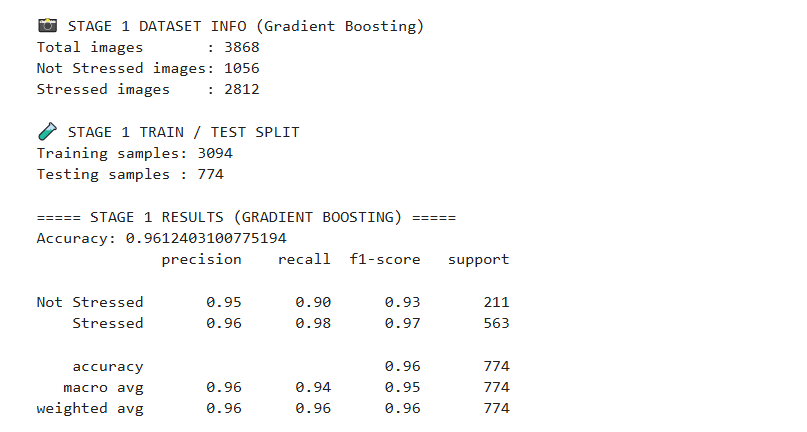 📷 STAGE 1 DATASET INFO (Gradient Boosting)
Total images       : 3868
Not Stressed images: 1056
Stressed images    : 2812

🧪 STAGE 1 TRAIN / TEST SPLIT
Training samples: 3094
Testing samples : 774

===== STAGE 1 RESULTS (GRADIENT BOOSTING) =====
Accuracy: 0.9612403100775194
              precision    recall  f1-score   support

Not Stressed       0.95      0.90      0.93       211
    Stressed       0.96      0.98      0.97       563

    accuracy                           0.96       774
   macro avg       0.96      0.94      0.95       774
weighted avg       0.96      0.96      0.96       774